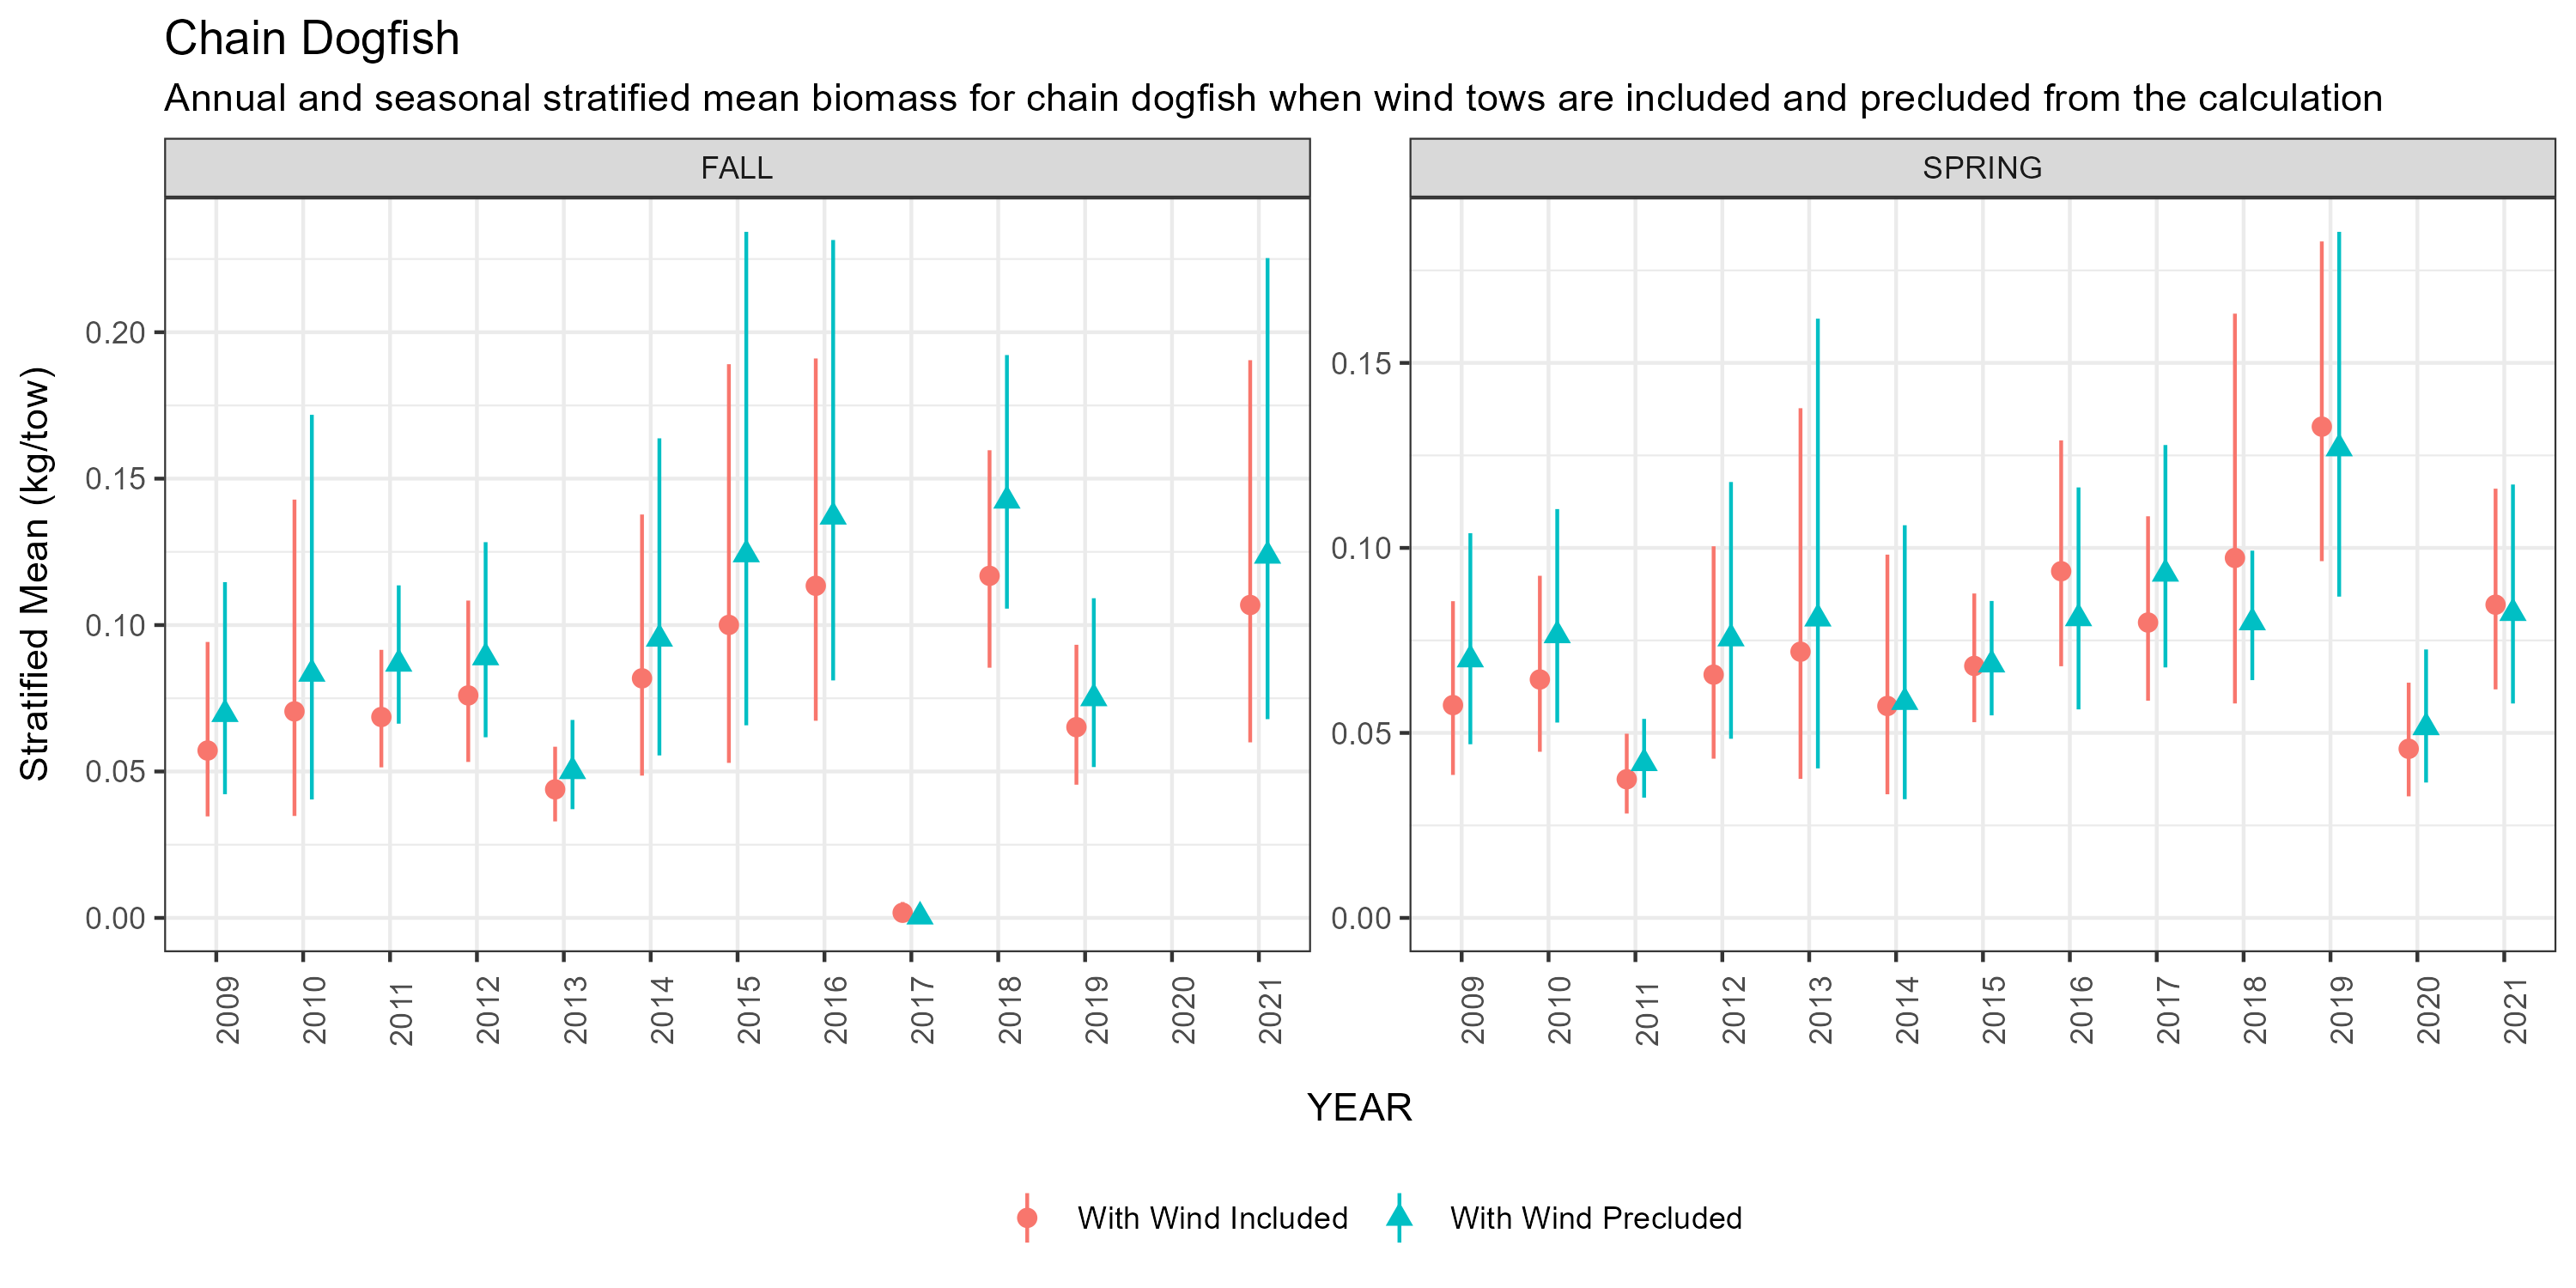 Chain Dogfish
Annual and seasonal stratified mean biomass for chain dogfish when wind tows are included and precluded from the calculation
FALL
SPRING
Stratified Mean (kg/tow)
0.20
0.15
0.10
0.05
0.00
0.15
0.10
0.05
0.00
2009 2010 2011 2012 2013 2014 2015 2016 2017 2018 2019 2020 2021
2009 2010 2011 2012 2013 2014 2015 2016 2017 2018 2019 2020 2021
YEAR
With Wind Included
With Wind Precluded